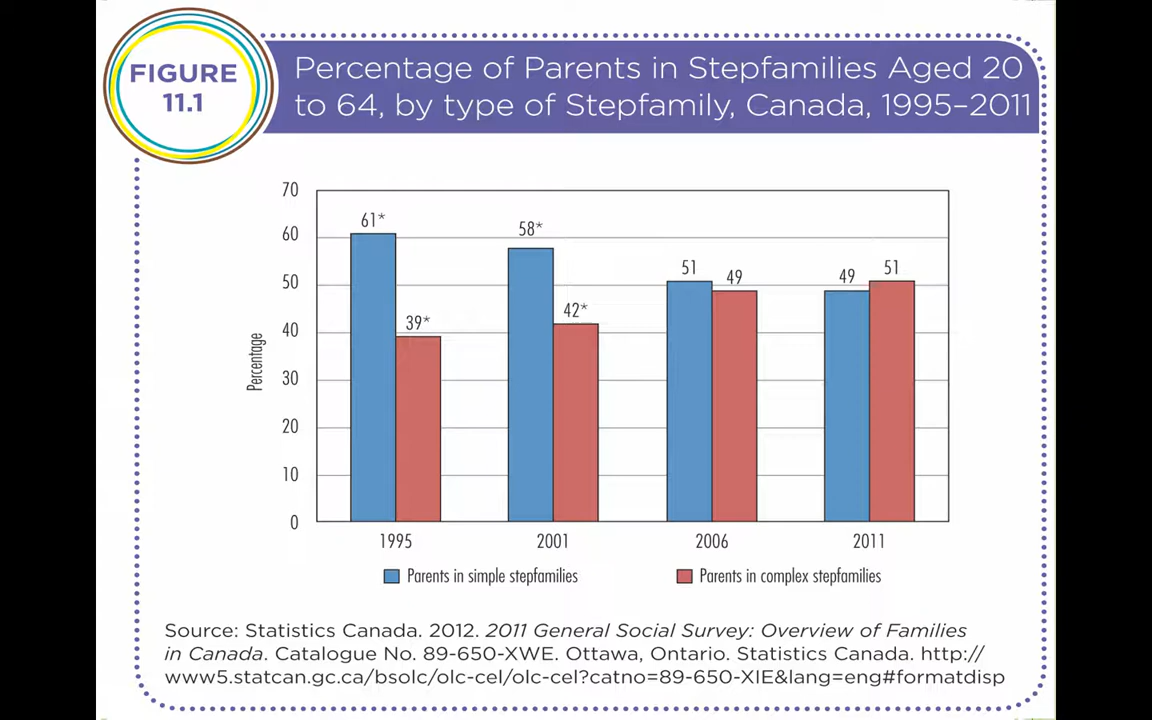 FIGURE
11.1
Percentage of Parents in Stepfamilies Aged 20
to 64, by type of Stepfamily, Canada, 1995–2011
70
60
50
40
30
20
10
0
Percentage
61*
39*
58*
42*
51
49
49
51
1995
2001
2006
2011
Parents in simple stepfamilies
Parents in complex stepfamilies
Source: Statistics Canada. 2012. 2011 General Social Survey: Overview of Families
in Canada. Catalogue No. 89-650-XWE. Ottawa, Ontario. Statistics Canada. http://
www5.statcan.gc.ca/bsolc/olc-cel/olc-cel?catno=89-650-XIE&lang=eng#formatdisp